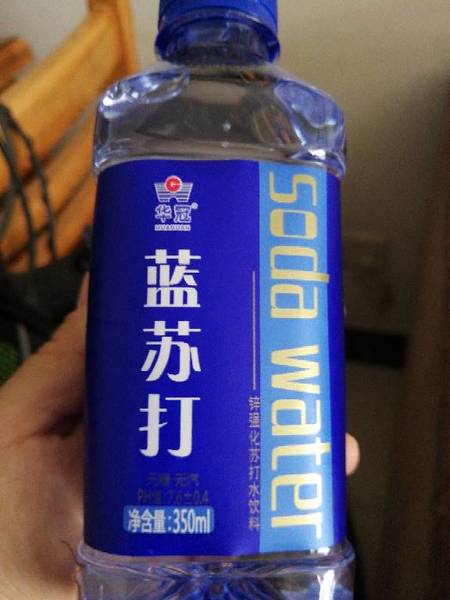 华冠®
HUAGUAN
蓝苏打
soda water
锌强化苏打水饮料
无糖·无汽
PH值:7.6±0.4
净含量:350ml